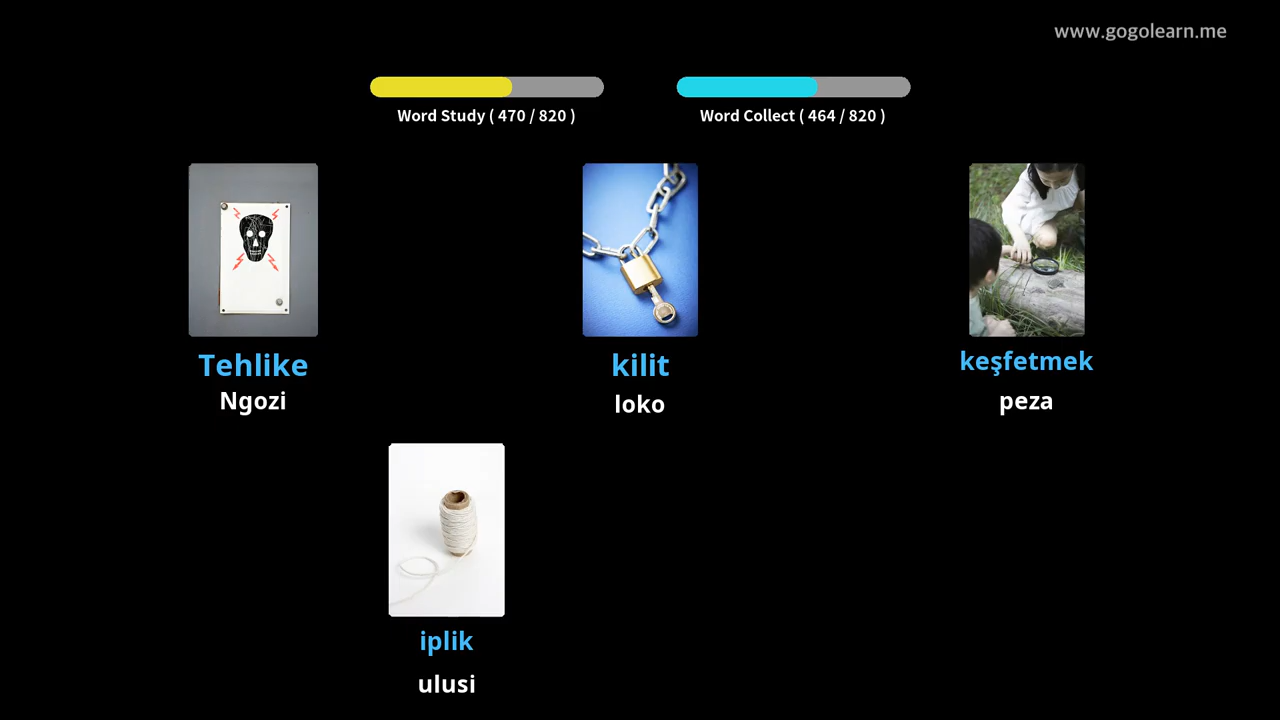 www.gogolearn.me
Word Study ( 470 / 820 )
Word Collect ( 464 / 820 )
Tehlike
Ngozi
kilit
loko
keşfetmek
peza
iplik
ulusi